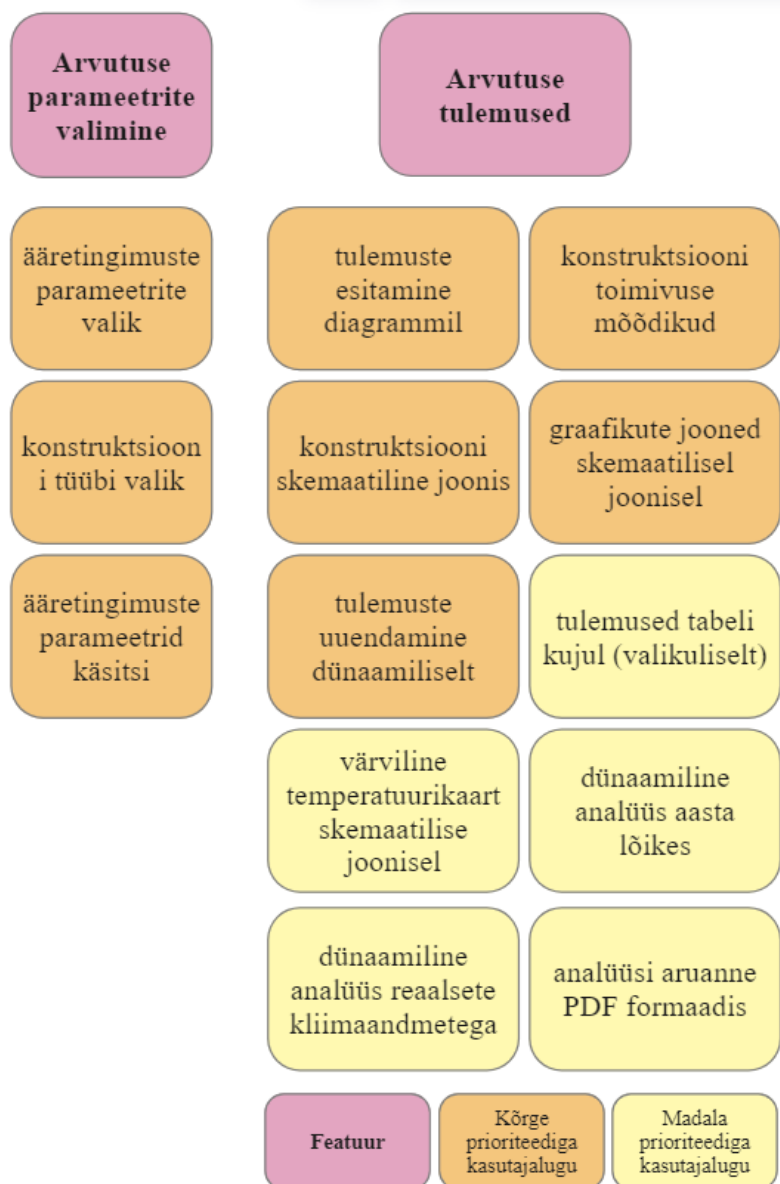 Arvutuse
parameetrite
valimine
Arvutuse
tulemused
ääretingimuste
parameetrite
valik
tulemuste
esitamine
diagrammil
konstruktsiooni
toimivuse
mõõdikud
konstruktsioon
i tüübi valik
konstruktsiooni
skemaatiline joonis
graafikute jooned
skemaatilisel
joonisel
ääretingimuste
parameetrid
käsitsi
tulemuste
uuendamine
dünaamiliselt
tulemused tabeli
kujul (valikuliselt)
värviline
temperatuurikaart
skemaatilise
joonisel
dünaamiline
analüüs aasta
lõikes
dünaamiline
analüüs reaalsete
kliimaandmetega
analüüsi aruanne
PDF formaadis
Featuur
Kõrge
prioriteediga
kasutajalugu
Madala
prioriteediga
kasutajalugu